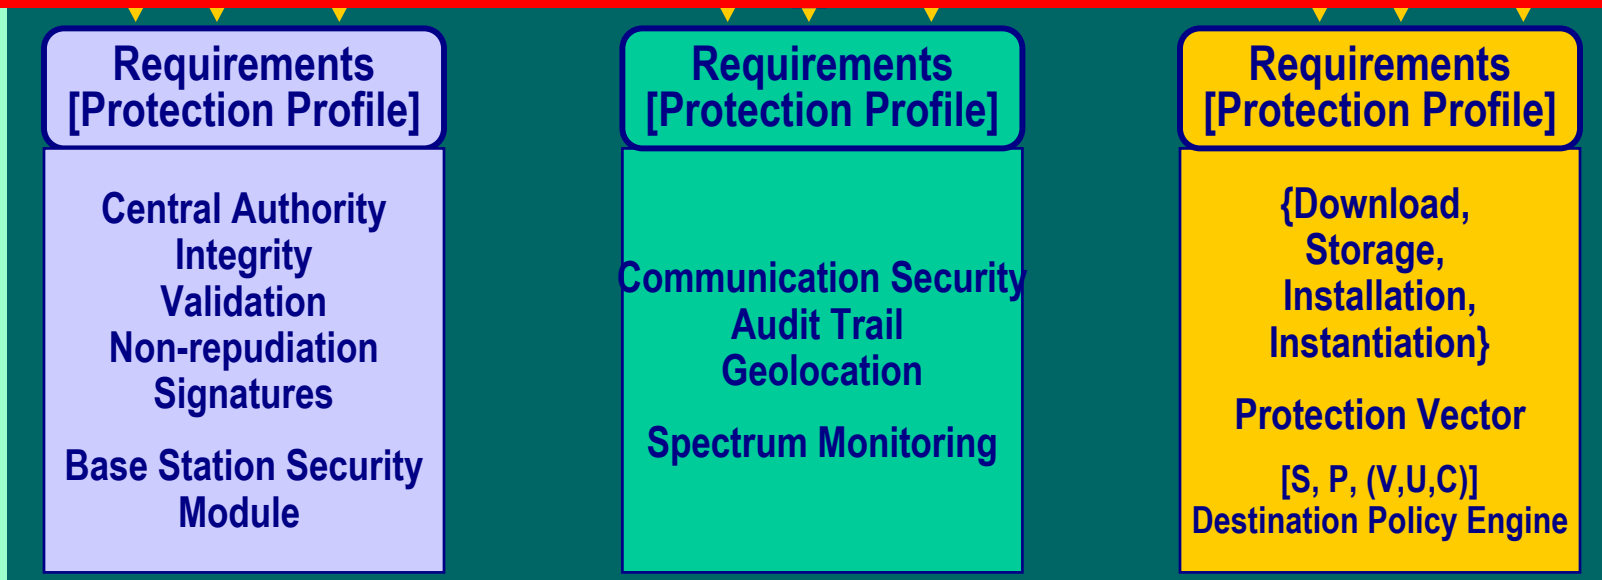 Requirements
[Protection Profile]
Central Authority
Integrity
Validation
Non-repudiation
Signatures
Base Station Security
Module
Requirements
[Protection Profile]
Communication Security
Audit Trail
Geolocation
Spectrum Monitoring
Requirements
[Protection Profile]
{Download,
Storage,
Installation,
Instantiation}
Protection Vector
[S, P, (V,U,C)]
Destination Policy Engine